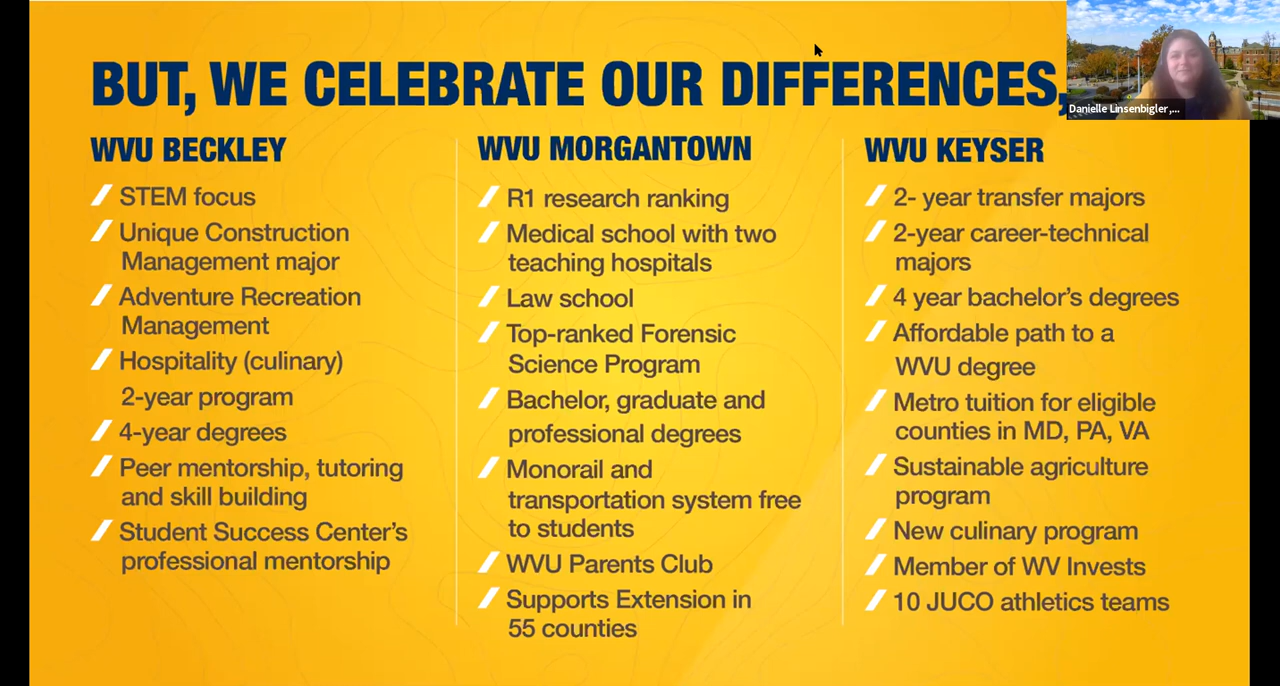 BUT, WE CELEBRATE OUR DIFFERENCES,
Danielle Linsenbigler,...
WVU BECKLEY
STEM focus
Unique Construction
Management major
Adventure Recreation
Management
Hospitality (culinary)
2-year program
4-year degrees
Peer mentorship, tutoring
and skill building
Student Success Center's
professional mentorship
WVU MORGANTOWN
R1 research ranking
Medical school with two
teaching hospitals
Law school
Top-ranked Forensic
Science Program
Bachelor, graduate and
professional degrees
Monorail and
transportation system free
to students
WVU Parents Club
Supports Extension in
55 counties
WVU KEYSER
2- year transfer majors
2-year career-technical
majors
4 year bachelor's degrees
Affordable path to a
WVU degree
Metro tuition for eligible
counties in MD, PA, VA
Sustainable agriculture
program
New culinary program
Member of WV Invests
10 JUCO athletics teams